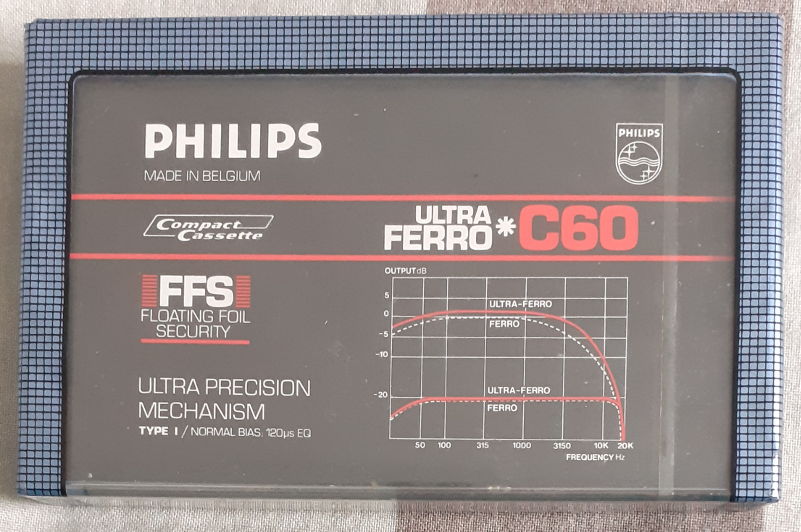 PHILIPS
MADE IN BELGIUM
PHILIPS
Compact
Cassette
ULTRA
FERRO*C60
FFS
FLOATING FOIL
SECURITY
ULTRA PRECISION
MECHANISM
TYPE I / NORMAL BIAS: 120µs EQ
OUTPUT dB
5
0
-5
-10
-20
ULTRA-FERRO
FERRO
ULTRA-FERRO
FERRO
50 100 315 1000 3150 10K 20K
FREQUENCY Hz